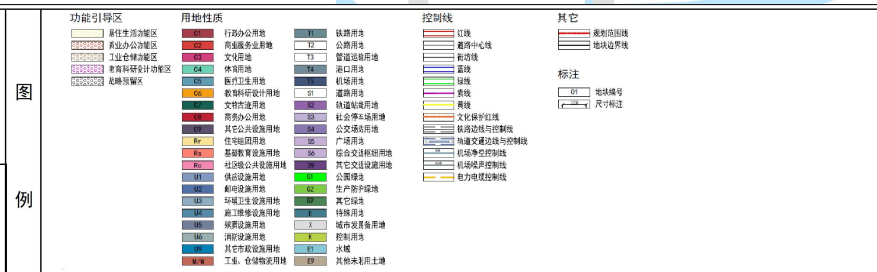 图
例
功能引导区
居住生活功能区
商业办公功能区
工业仓储功能区
教育科研设计功能区
战略预留区
用地性质
C1 行政办公用地
C2 商业服务业用地
C3 文化用地
C4 体育用地
C5 医疗卫生用地
C6 教育科研设计用地
C7 文物古迹用地
C8 商务办公用地
C9 其它公共设施用地
Rr 住宅组团用地
Rs 基础教育设施用地
Rc 社区级公共设施用地
U1 供应设施用地
U2 邮电设施用地
U3 环境卫生设施用地
U4 施工维修设施用地
U5 殡葬设施用地
U6 消防设施用地
U9 其它市政设施用地
M/W 工业、仓储物流用地
T1 铁路用地
T2 公路用地
T3 管道运输用地
T4 港口用地
T5 机场用地
S1 道路用地
S2 轨道站线用地
S3 社会停车场用地
S4 公交场站用地
S5 广场用地
S6 综合交通枢纽用地
S9 其它交通设施用地
G1 公园绿地
G2 生产防护绿地
G9 其它绿地
D 特殊用地
X 城市发展备用地
K 控制用地
E1 水域
E9 其他未利用土地
控制线
红线
道路中心线
街坊线
蓝线
绿线
紫线
黄线
文化保护红线
铁路边线与控制线
轨道交通边线与控制线
机场净空控制线
机场噪声控制线
电力电缆控制线
其它
规划范围线
地块边界线
标注
01 地块编号
尺寸标注